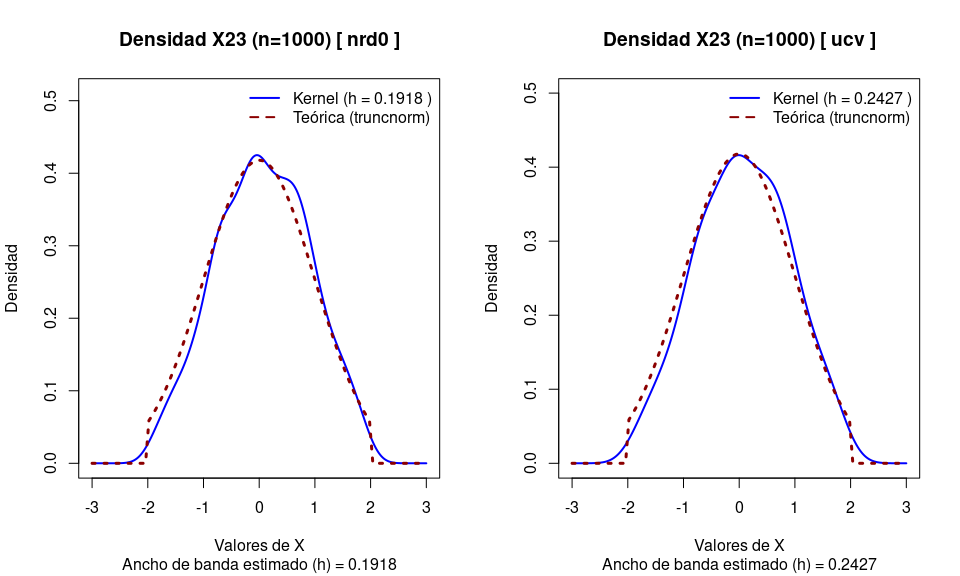 Densidad X23 (n=1000) [ nrd0 ]
Kernel (h = 0.1918 )
Teórica (truncnorm)
Densidad
0.0
0.1
0.2
0.3
0.4
0.5
-3 -2 -1 0 1 2 3
Valores de X
Ancho de banda estimado (h) = 0.1918
Densidad X23 (n=1000) [ ucv ]
Kernel (h = 0.2427 )
Teórica (truncnorm)
Densidad
0.0
0.1
0.2
0.3
0.4
0.5
-3 -2 -1 0 1 2 3
Valores de X
Ancho de banda estimado (h) = 0.2427